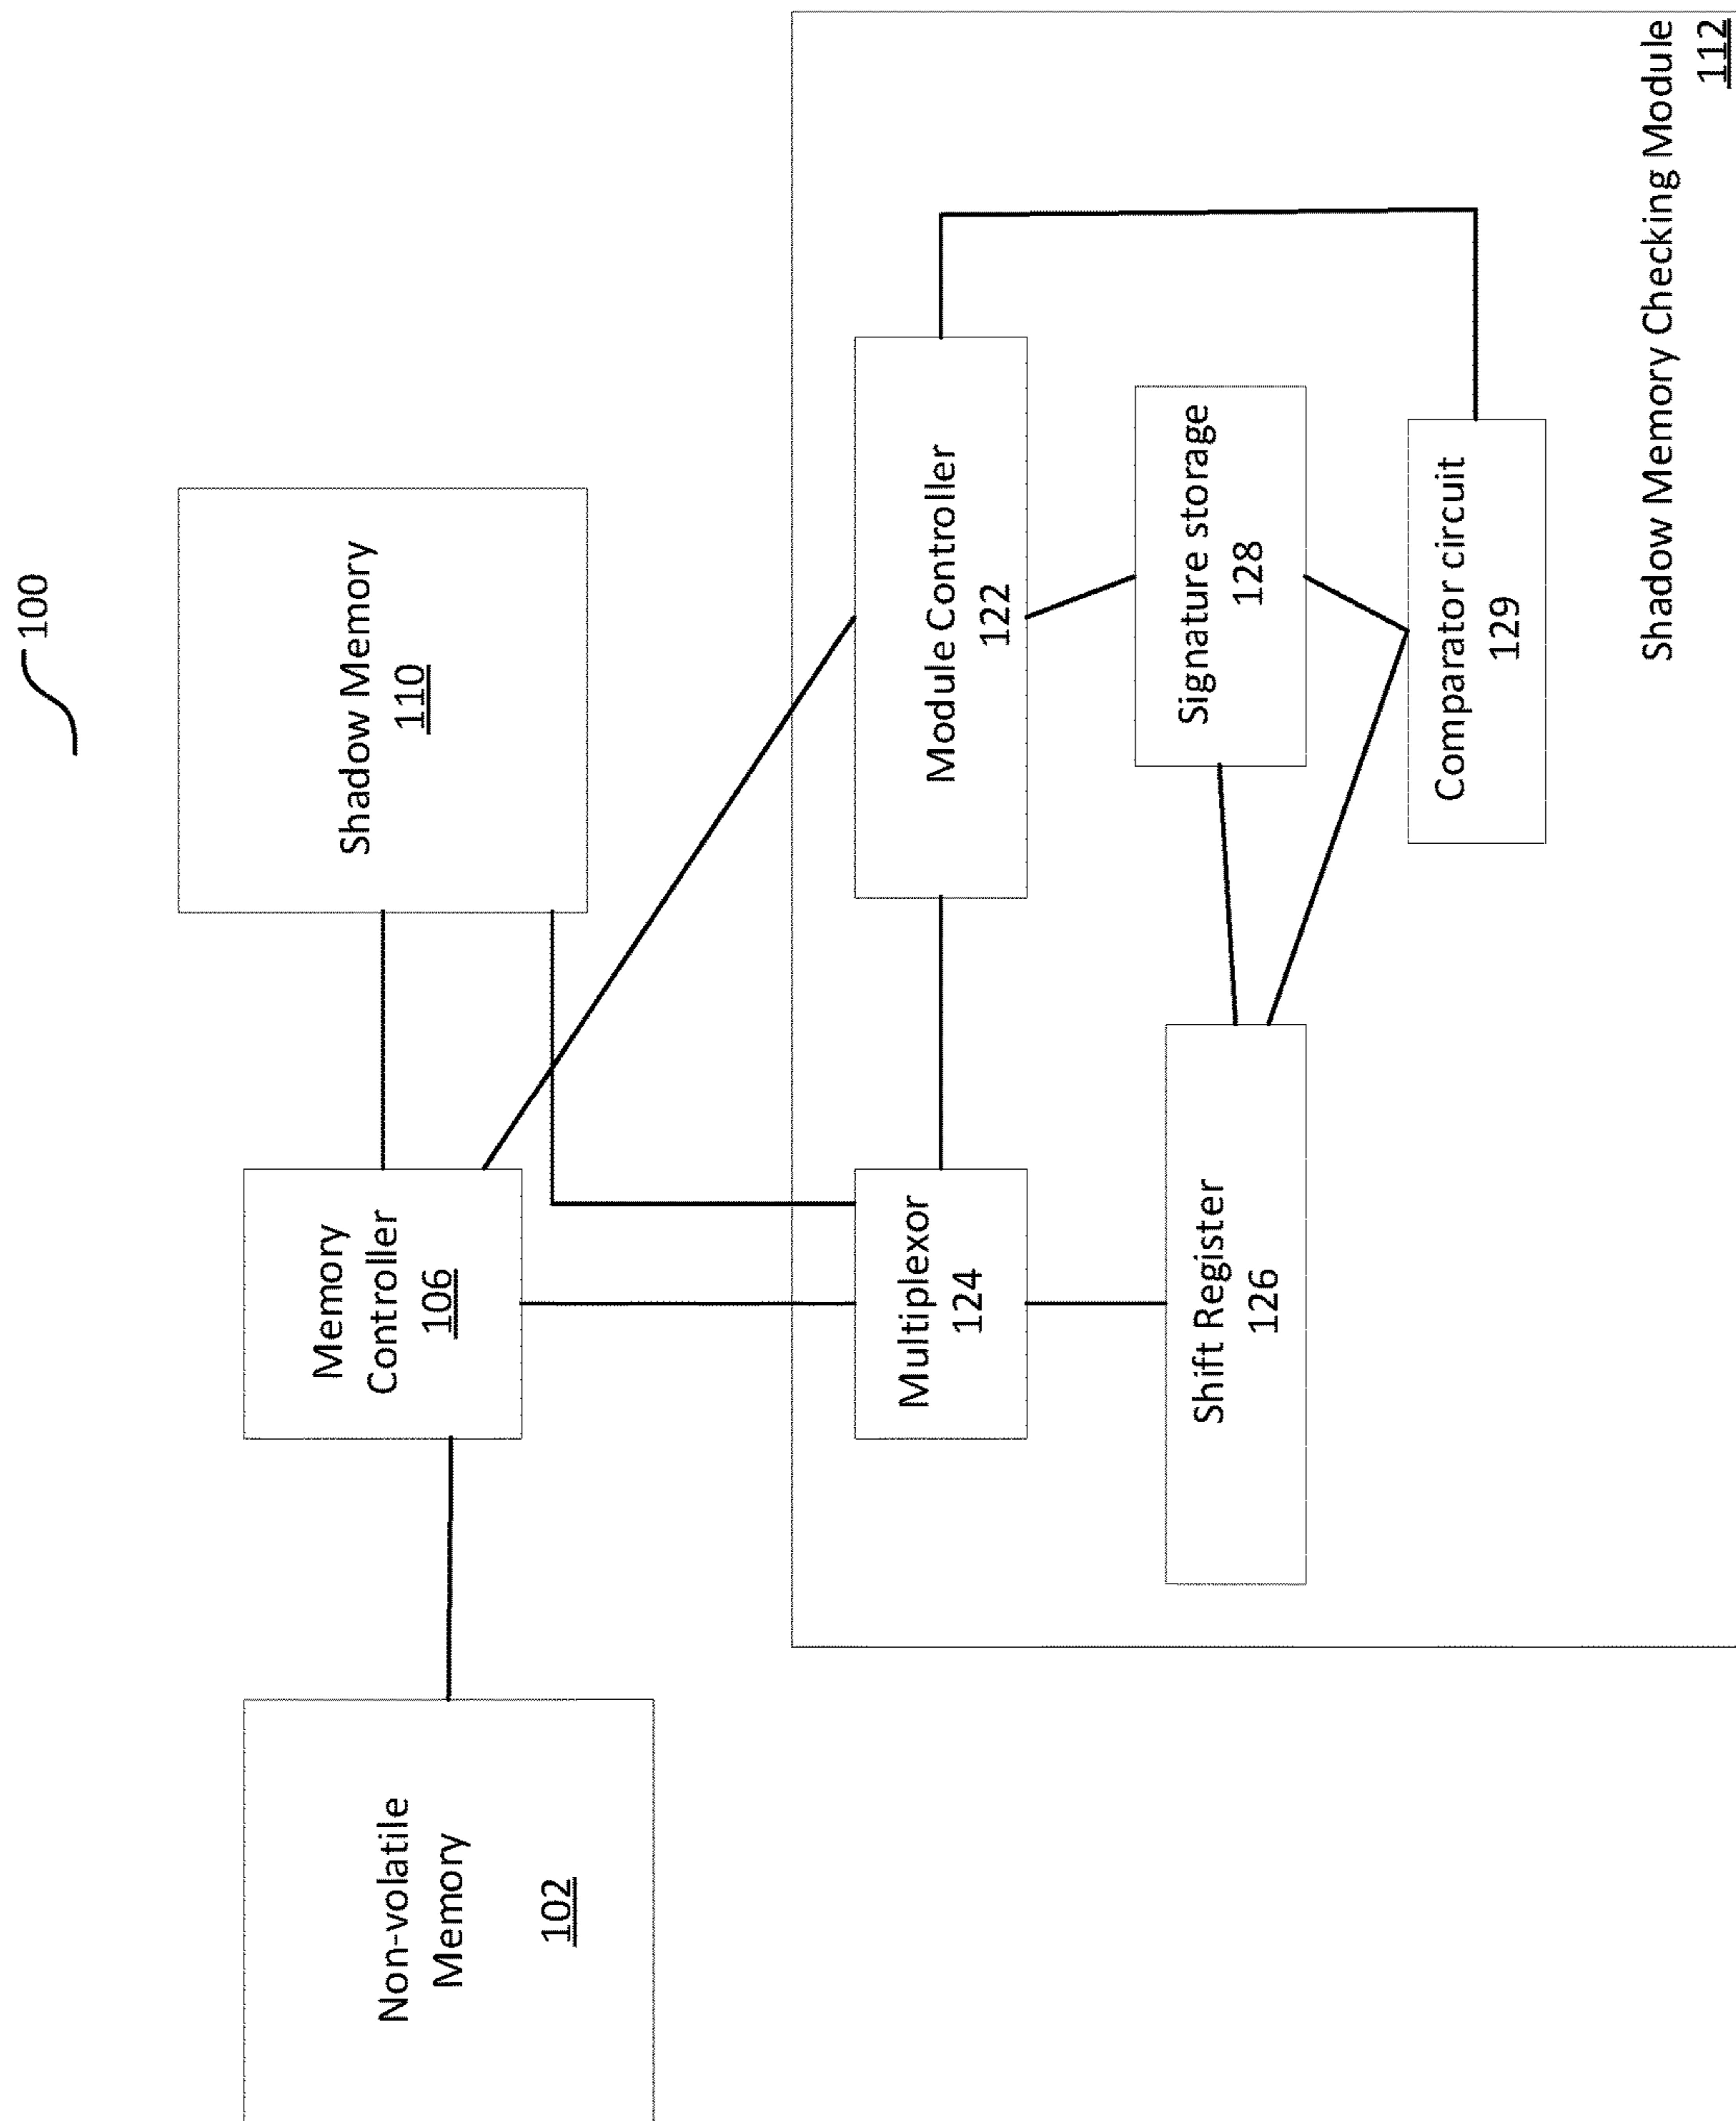 100
Non-volatile
Memory
102
Memory
Controller
106
Shadow Memory
110
Multiplexor
124
Module Controller
122
Shift Register
126
Signature storage
128
Comparator circuit
129
Shadow Memory Checking Module
112